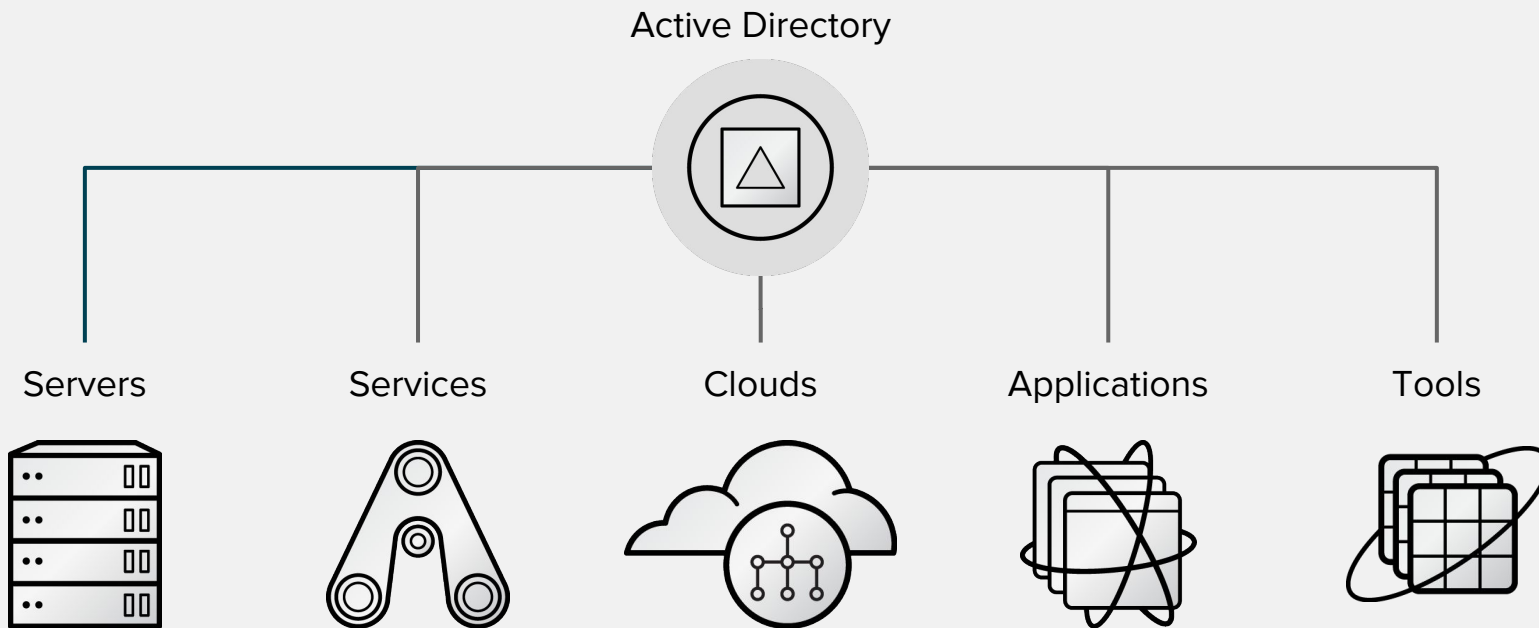 Active Directory
Servers
Services
Clouds
Applications
Tools